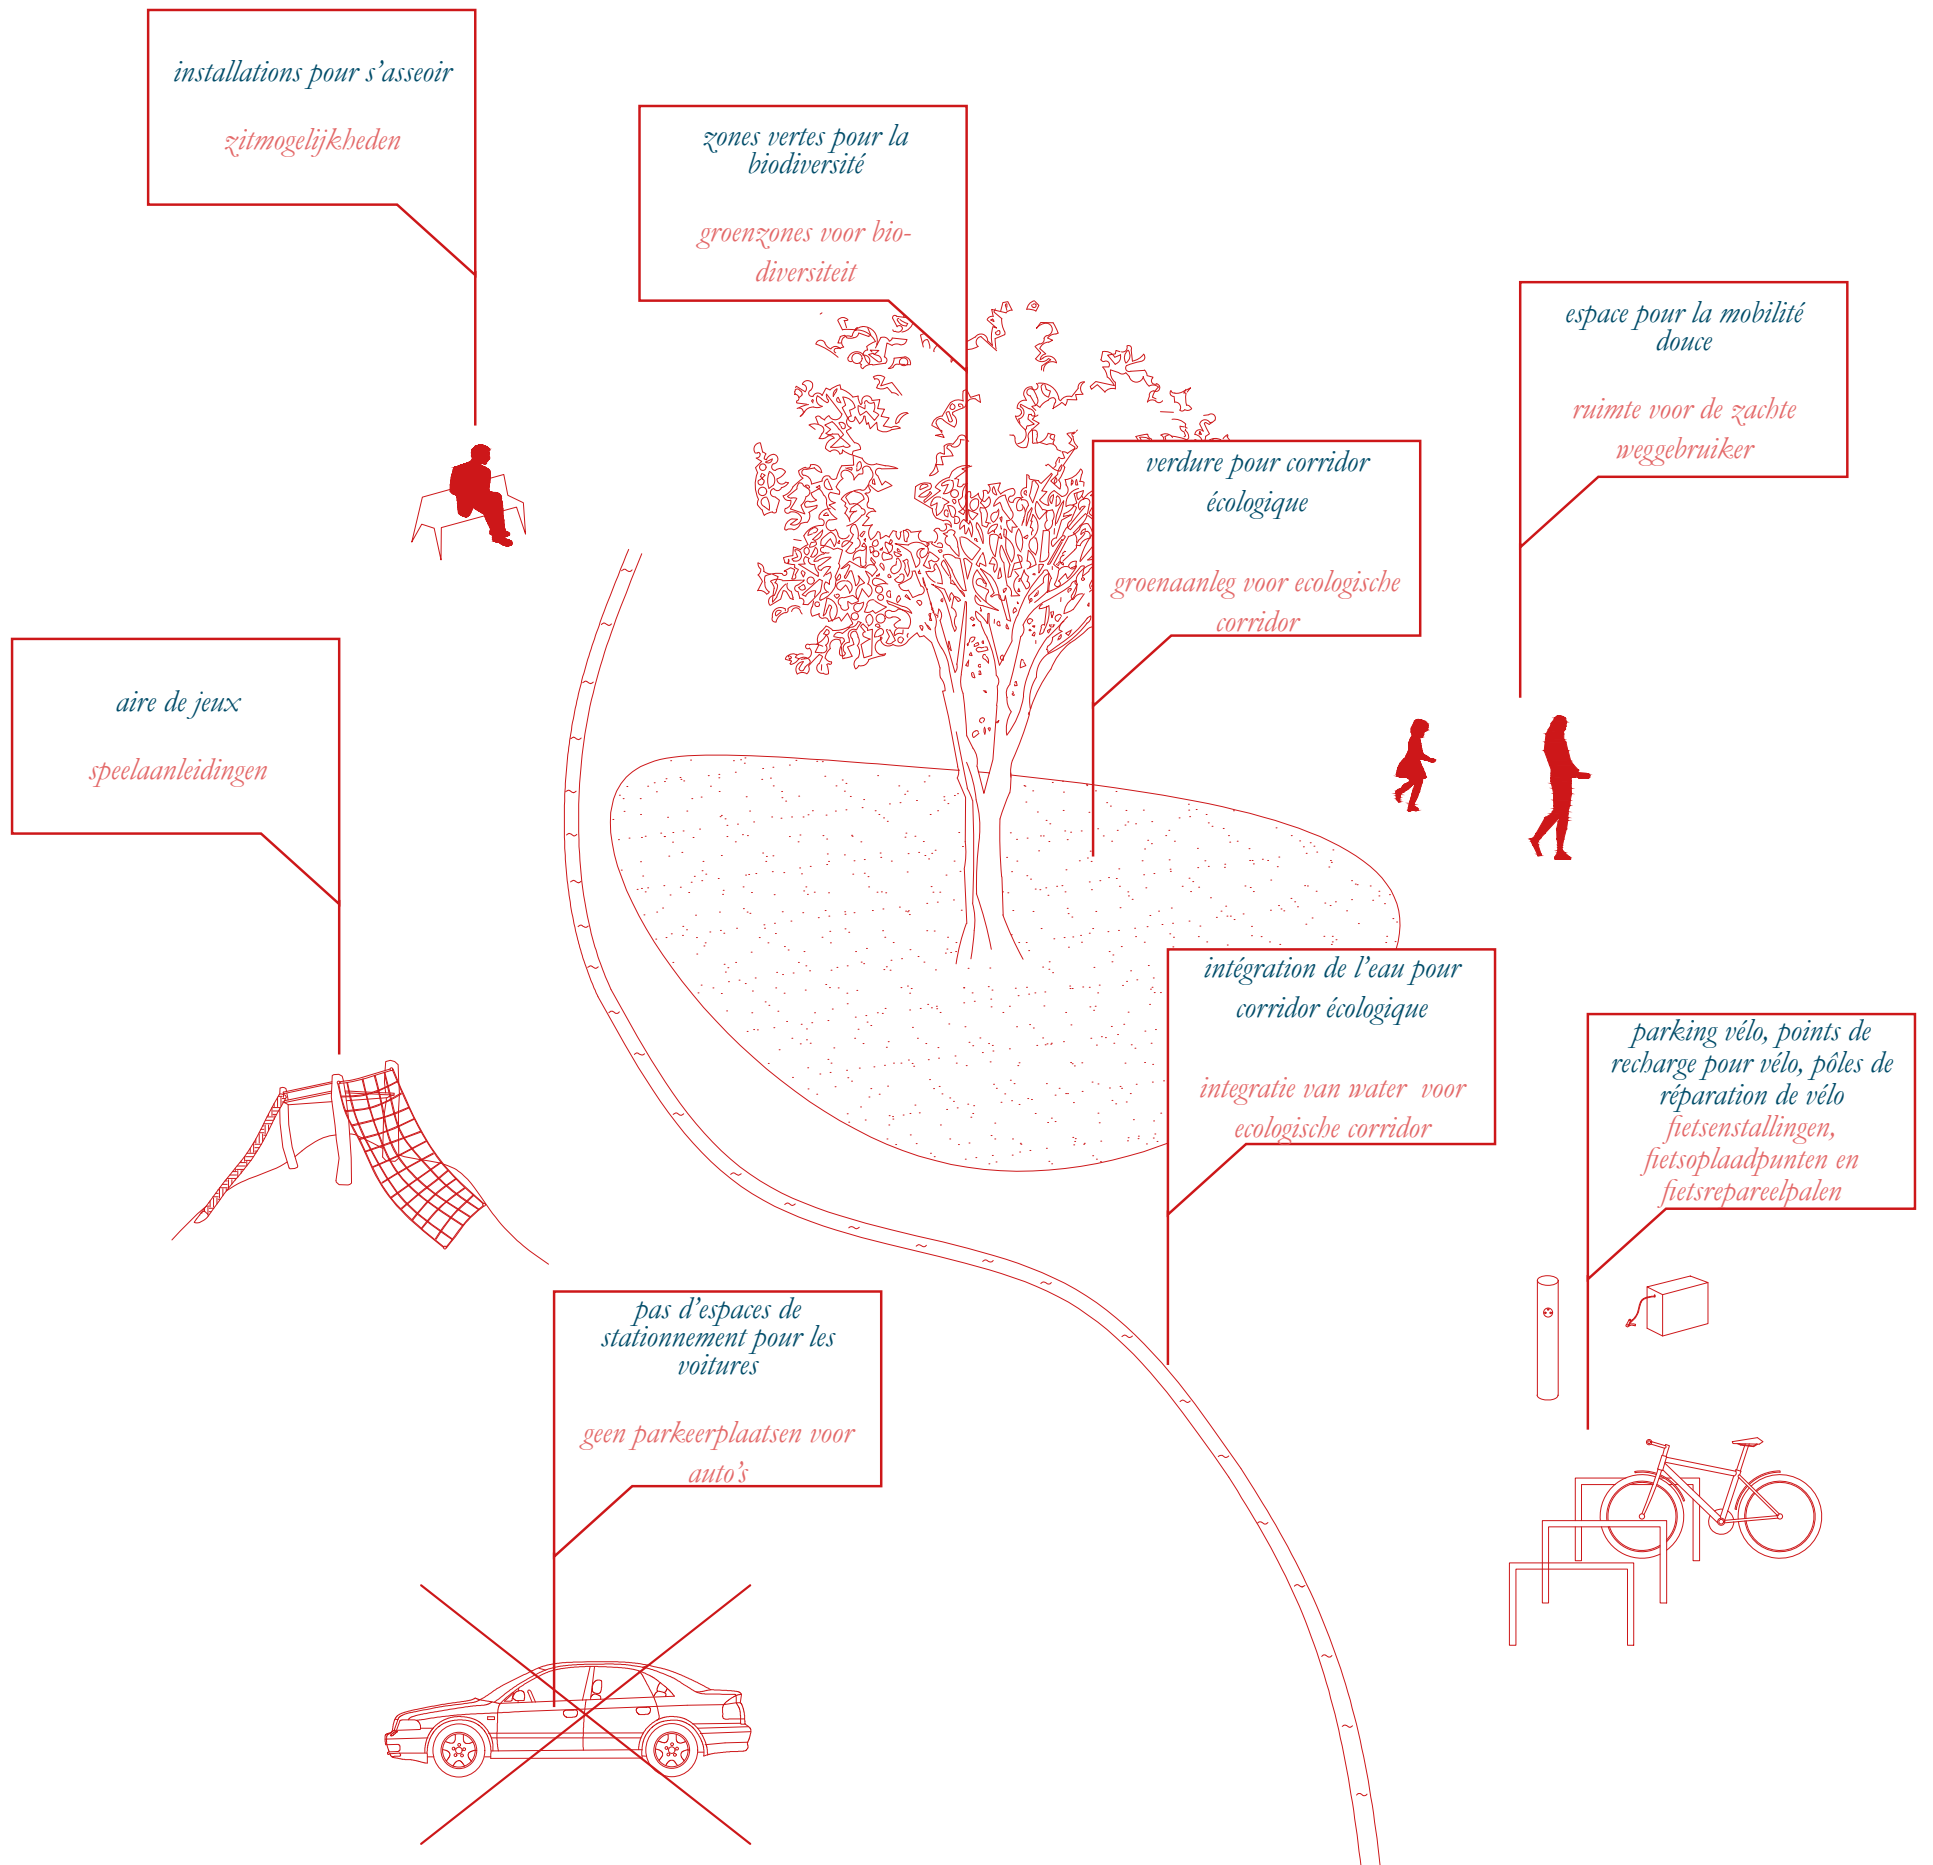 installations pour s’asseoir
zitmogelijkheden
zones vertes pour la
biodiversité
groenzones voor bio-
diversiteit
espace pour la mobilité
douce
ruimte voor de zachte
weggebruiker
verdure pour corridor
écologique
groenaanleg voor ecologische
corridor
aire de jeux
speelaanleidingen
intégration de l’eau pour
corridor écologique
integratie van water voor
ecologische corridor
parking vélo, points de
recharge pour vélo, pôles de
réparation de vélo
fietsenstallingen,
fietsoplaadpunten en
fietsrepareelpalen
pas d’espaces de
stationnement pour les
voitures
geen parkeerplaatsen voor
auto’s